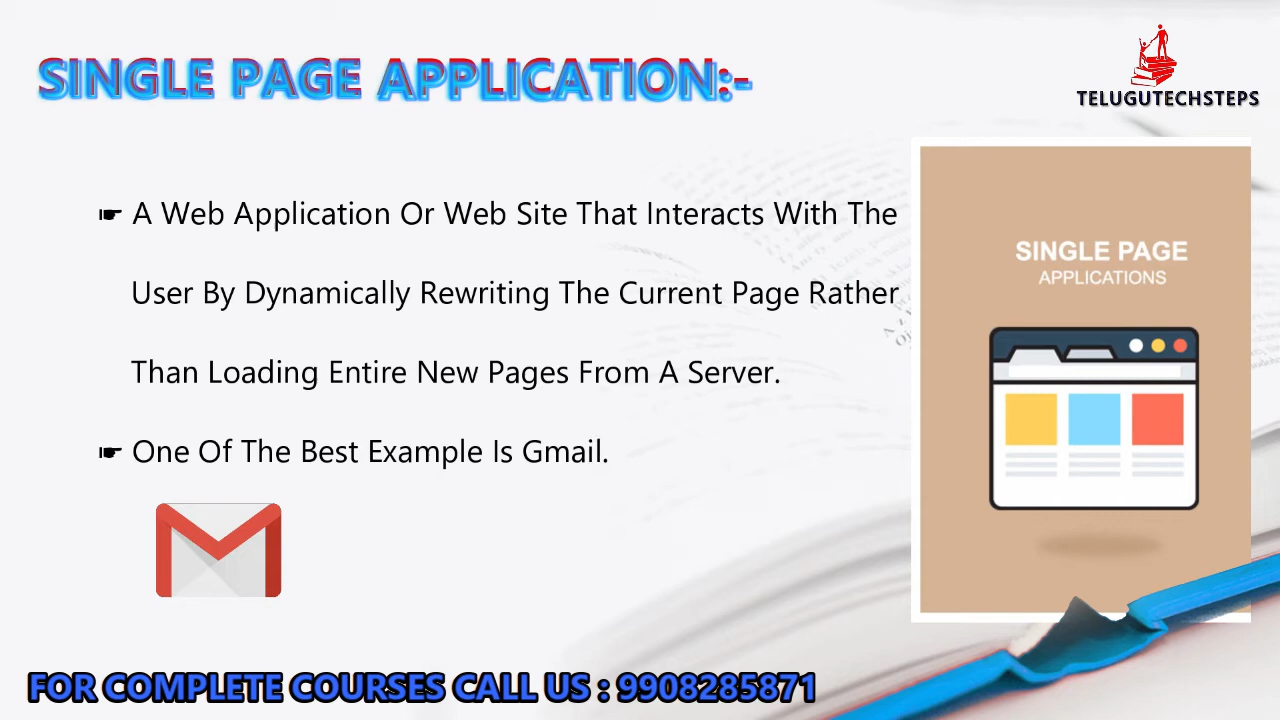 SINGLE PAGE APPLICATION:-
TELUGUTECHSTEPS
☛ A Web Application Or Web Site That Interacts With The
User By Dynamically Rewriting The Current Page Rather
Than Loading Entire New Pages From A Server.
☛ One Of The Best Example Is Gmail.
SINGLE PAGE
APPLICATIONS
FOR COMPLETE COURSES CALL US : 9908285871